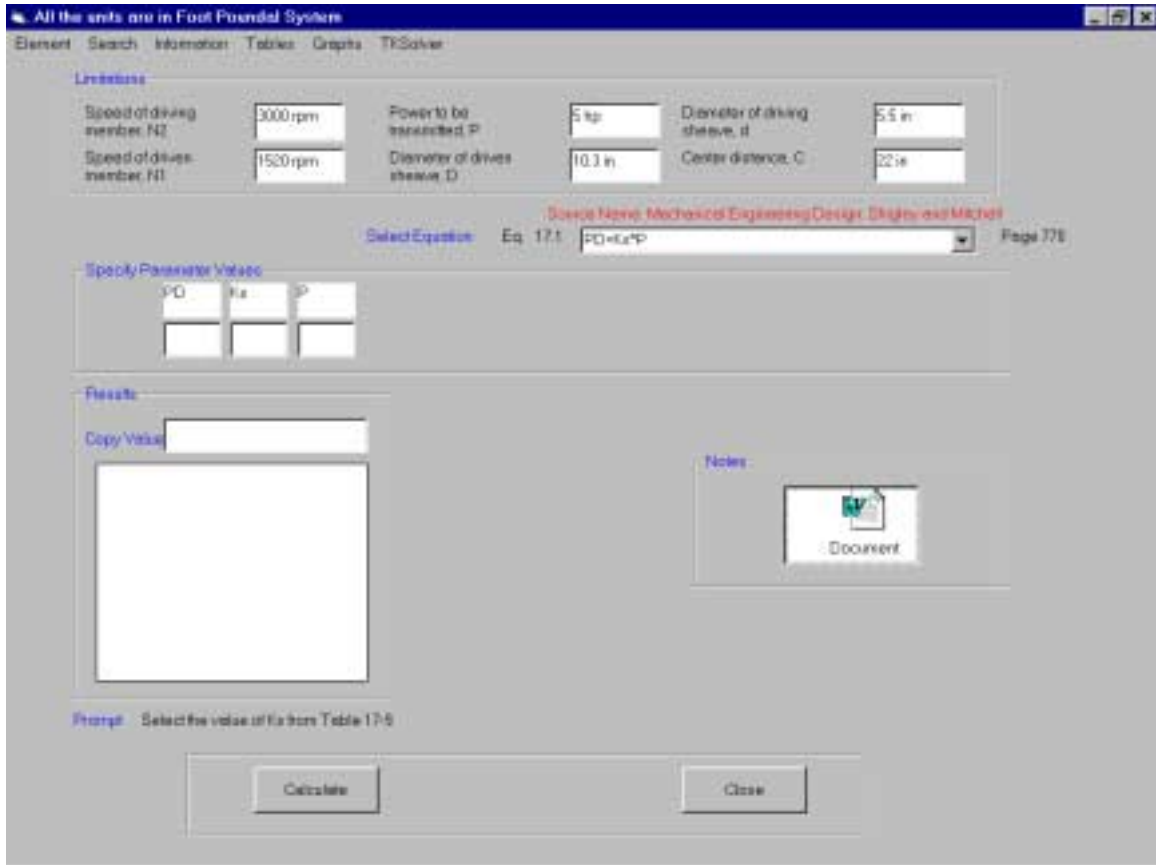 All the units are in Foot Poundal System
Element Search Information Tables Graphs TKSolver
Limitations
Speed of driving member, N2
3000 rpm
Power to be transmitted, P
5 hp
Diameter of driving sheave, d
5.5 in
Speed of driven member, N1
1520 rpm
Diameter of driven sheave, D
10.3 in
Center distance, C
22 in
Source Name: Mechanical Engineering Design, Shigley and Mitchell
Select Equation Eq. 17.1 PD=Ks*P Page 778
Specify Parameter Values
PD Ks P
Results
Copy Value
Notes
Document
Prompt Select the value of Ks from Table 17-5
Calculate
Close